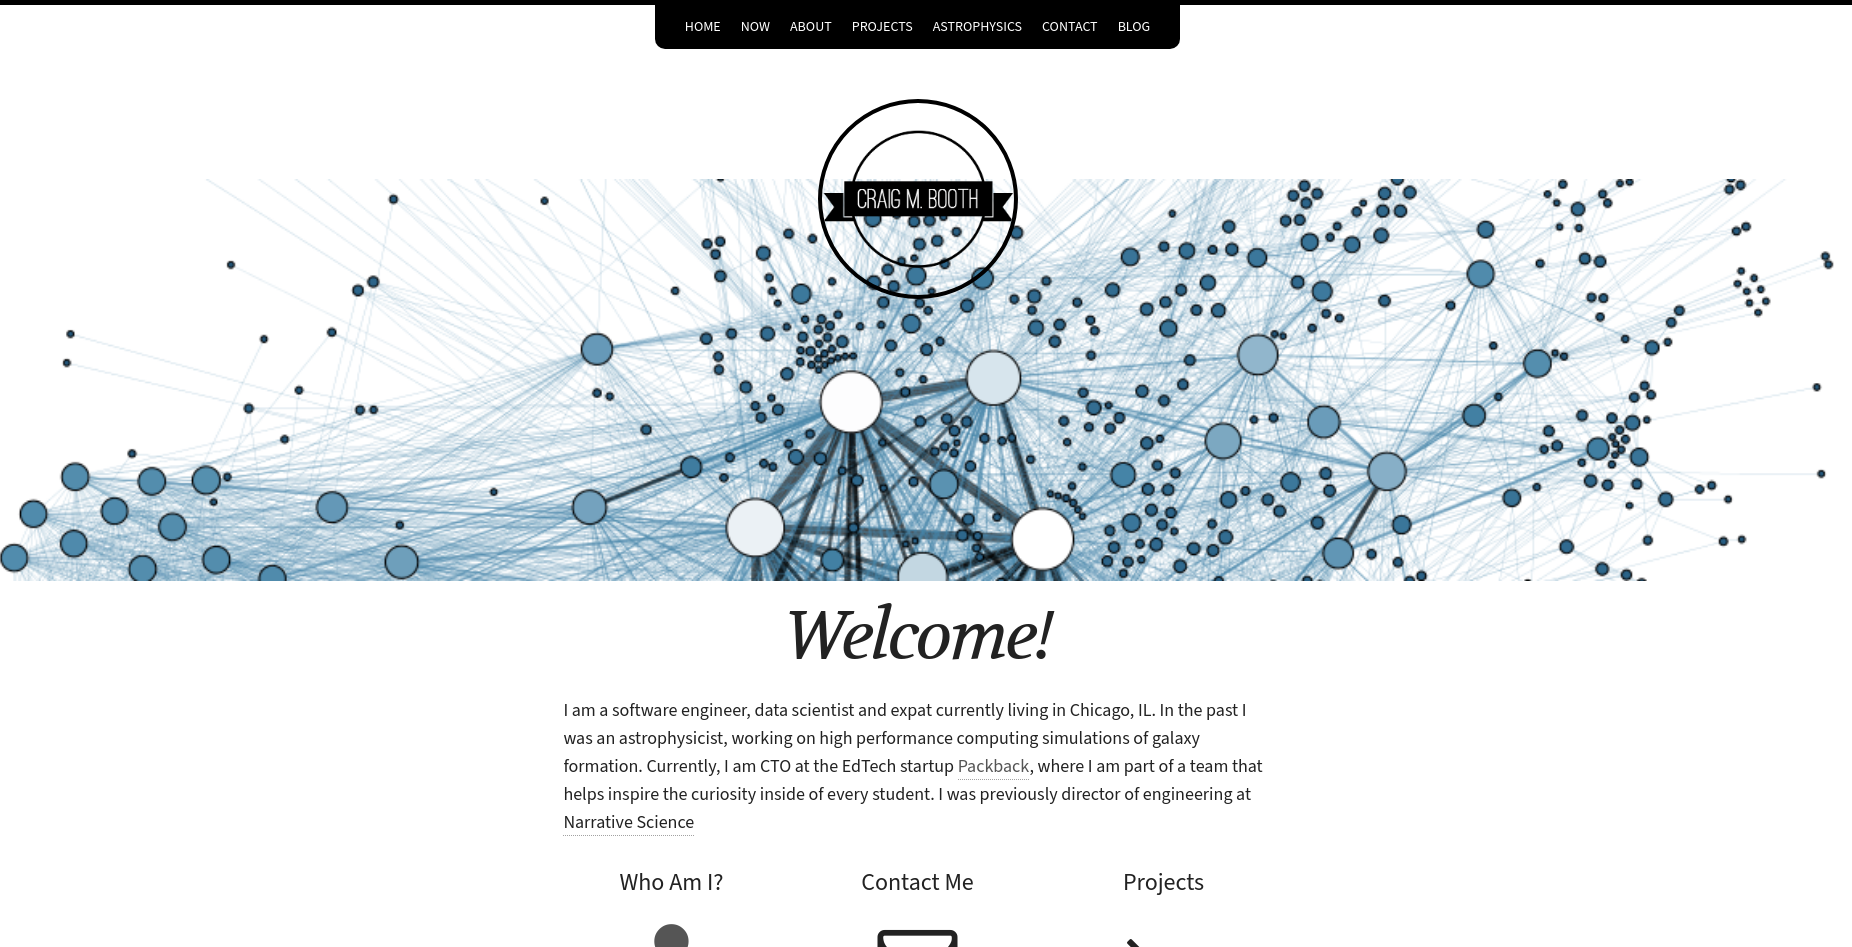 HOME NOW ABOUT PROJECTS ASTROPHYSICS CONTACT BLOG
CRAIG M. BOOTH
Welcome!
I am a software engineer, data scientist and expat currently living in Chicago, IL. In the past I
was an astrophysicist, working on high performance computing simulations of galaxy
formation. Currently, I am CTO at the EdTech startup Packback, where I am part of a team that
helps inspire the curiosity inside of every student. I was previously director of engineering at
Narrative Science
Who Am I? Contact Me Projects